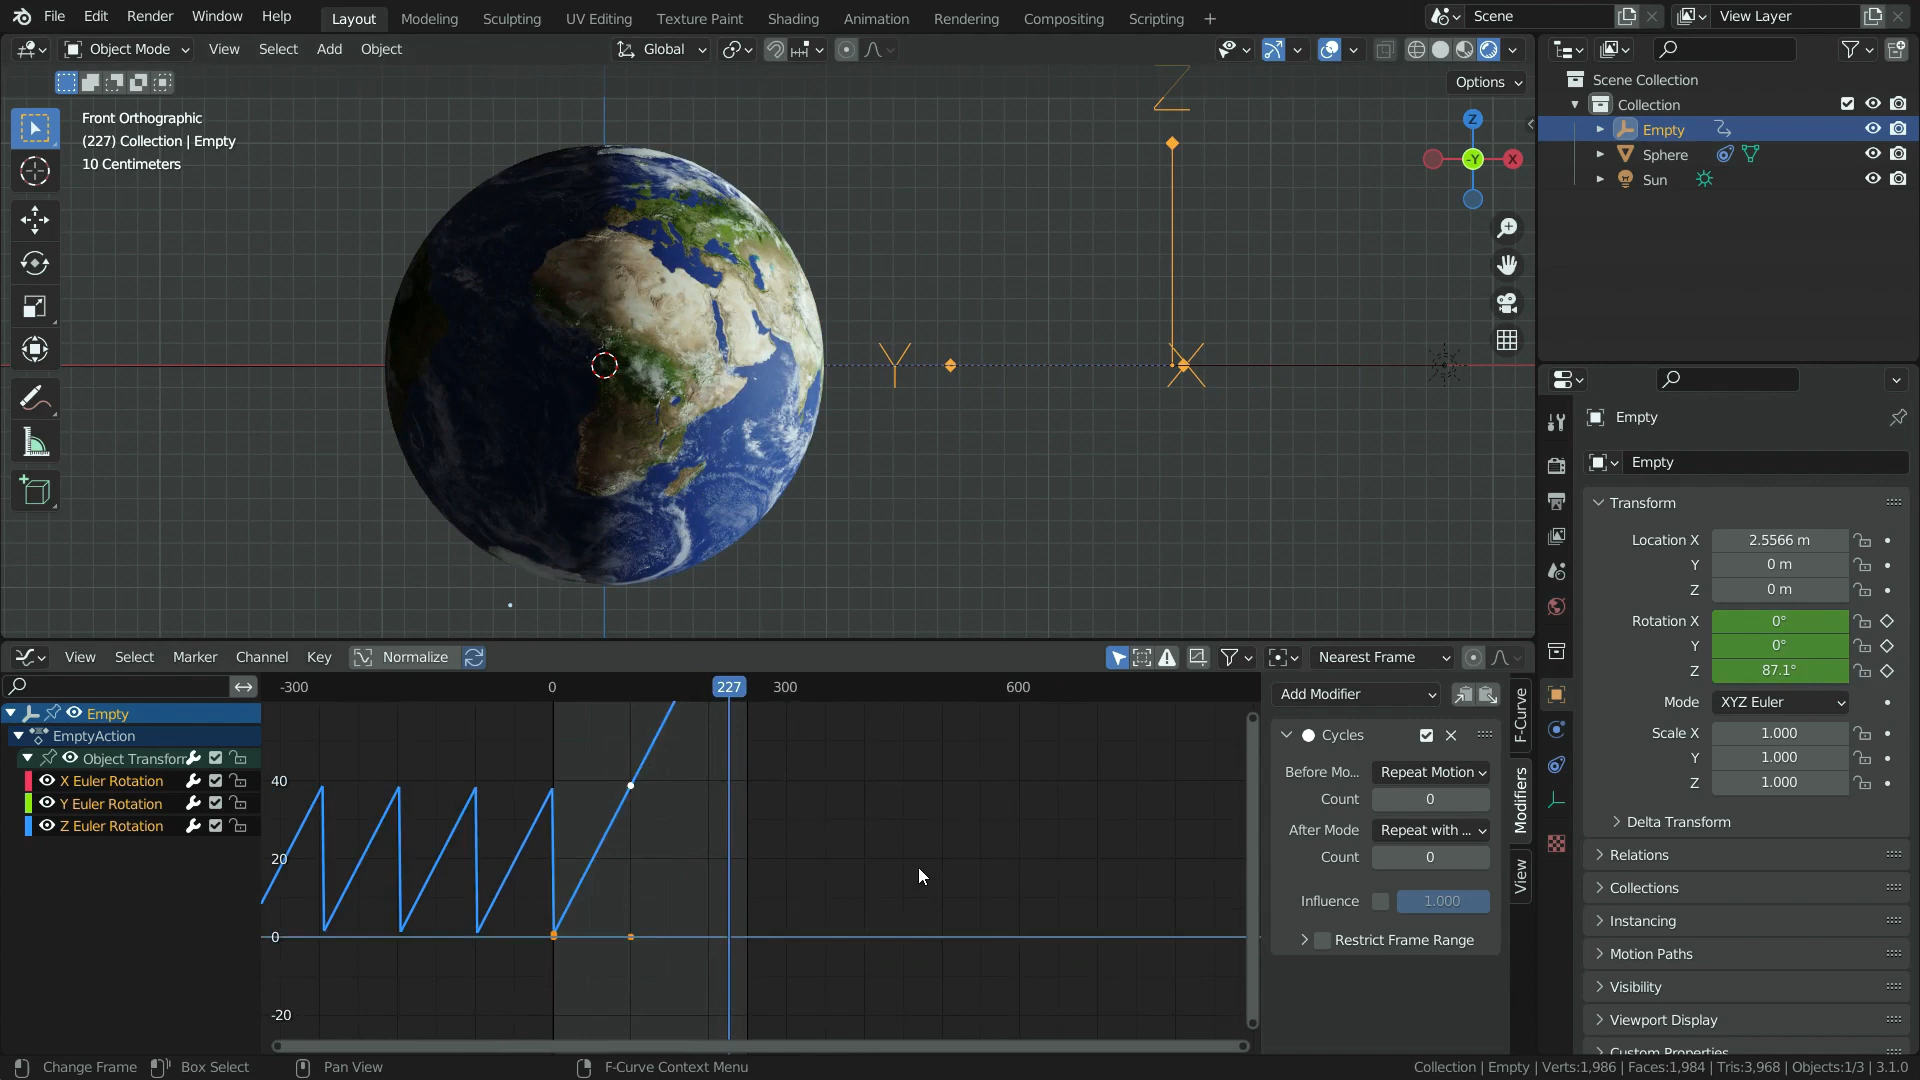 File Edit Render Window Help Layout Modeling Sculpting UV Editing Texture Paint Shading Animation Rendering Compositing Scripting + Scene View Layer
Object Mode View Select Add Object Global
Options
Front Orthographic
(227) Collection | Empty
10 Centimeters
Z
Y
X
Z
-Y
X
Scene Collection
Collection
Empty
Sphere
Sun
Empty
Empty
Transform
Location X 2.5566 m
Y 0 m
Z 0 m
Rotation X 0°
Y 0°
Z 87.1°
Mode XYZ Euler
Scale X 1.000
Y 1.000
Z 1.000
Delta Transform
Relations
Collections
Instancing
Motion Paths
Visibility
Viewport Display
Custom Properties
View Select Marker Channel Key Normalize Nearest Frame
-300 0 227 300 600
Empty
EmptyAction
Object Transform
X Euler Rotation
Y Euler Rotation
Z Euler Rotation
40
20
0
-20
Add Modifier
Cycles
Before Mo... Repeat Motion
Count 0
After Mode Repeat with ...
Count 0
Influence 1.000
Restrict Frame Range
F-Curve
Modifiers
View
Change Frame Box Select Pan View F-Curve Context Menu Collection | Empty | Verts:1,986 | Faces:1,984 | Tris:3,968 | Objects:1/3 | 3.1.0